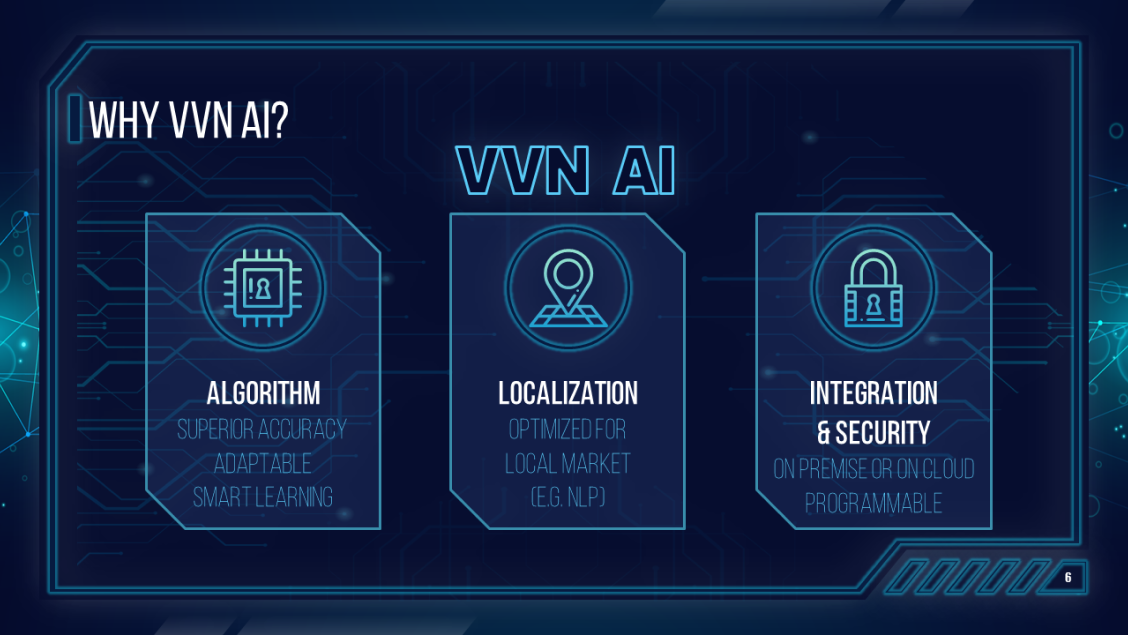 WHY VVN AI?
VVN AI
ALGORITHM
SUPERIOR ACCURACY
ADAPTABLE
SMART LEARNING
LOCALIZATION
OPTIMIZED FOR
LOCAL MARKET
(E.G. NLP)
INTEGRATION
& SECURITY
ON PREMISE OR ON CLOUD
PROGRAMMABLE
6